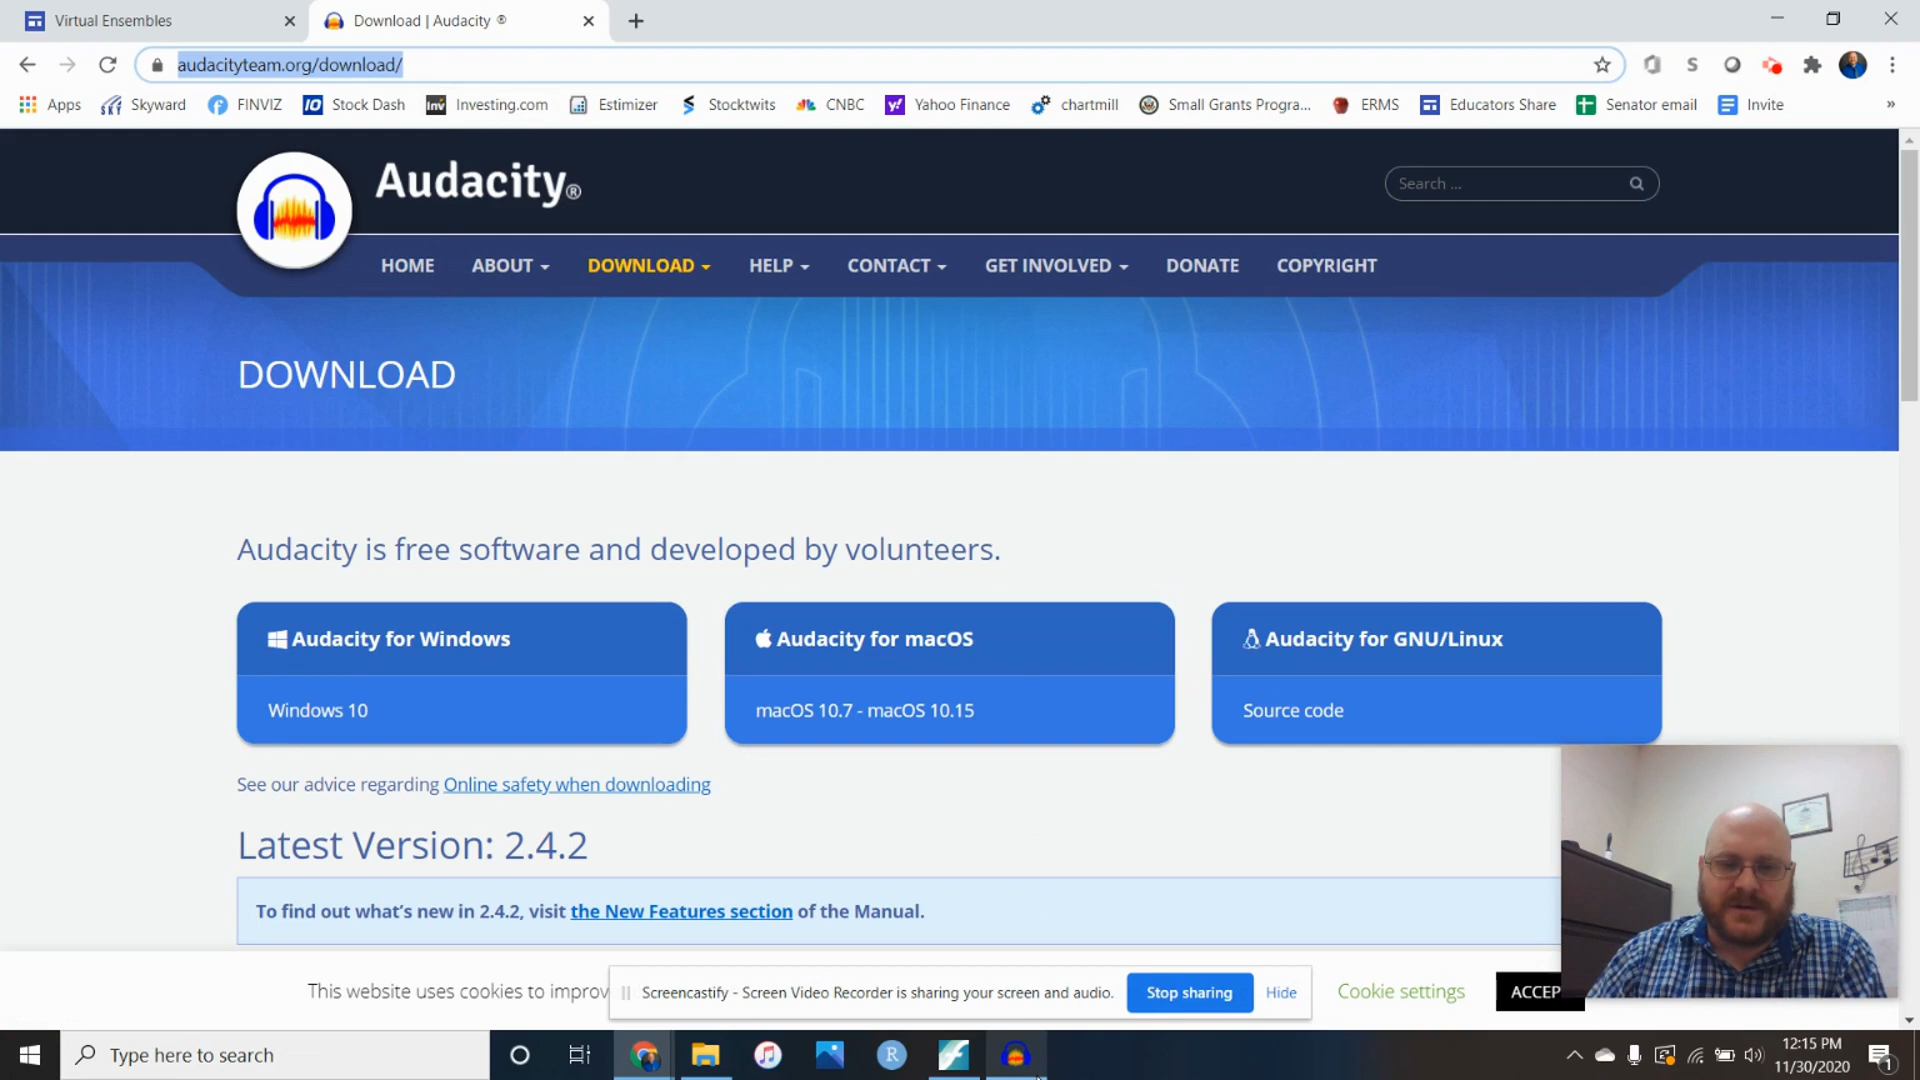 Virtual Ensembles
Download | Audacity ®
audacityteam.org/download/
Apps Skyward FINVIZ Stock Dash Investing.com Estimizer Stocktwits CNBC Yahoo Finance chartmill Small Grants Progra... ERMS Educators Share Senator email Invite »
Audacity®
Search ...
HOME ABOUT DOWNLOAD HELP CONTACT GET INVOLVED DONATE COPYRIGHT
DOWNLOAD
Audacity is free software and developed by volunteers.
Audacity for Windows
Windows 10
Audacity for macOS
macOS 10.7 - macOS 10.15
Audacity for GNU/Linux
Source code
See our advice regarding Online safety when downloading
Latest Version: 2.4.2
To find out what's new in 2.4.2, visit the New Features section of the Manual.
This website uses cookies to improv
Screencastify - Screen Video Recorder is sharing your screen and audio.
Stop sharing
Hide
Cookie settings
ACCEP
Type here to search
12:15 PM
11/30/2020
1